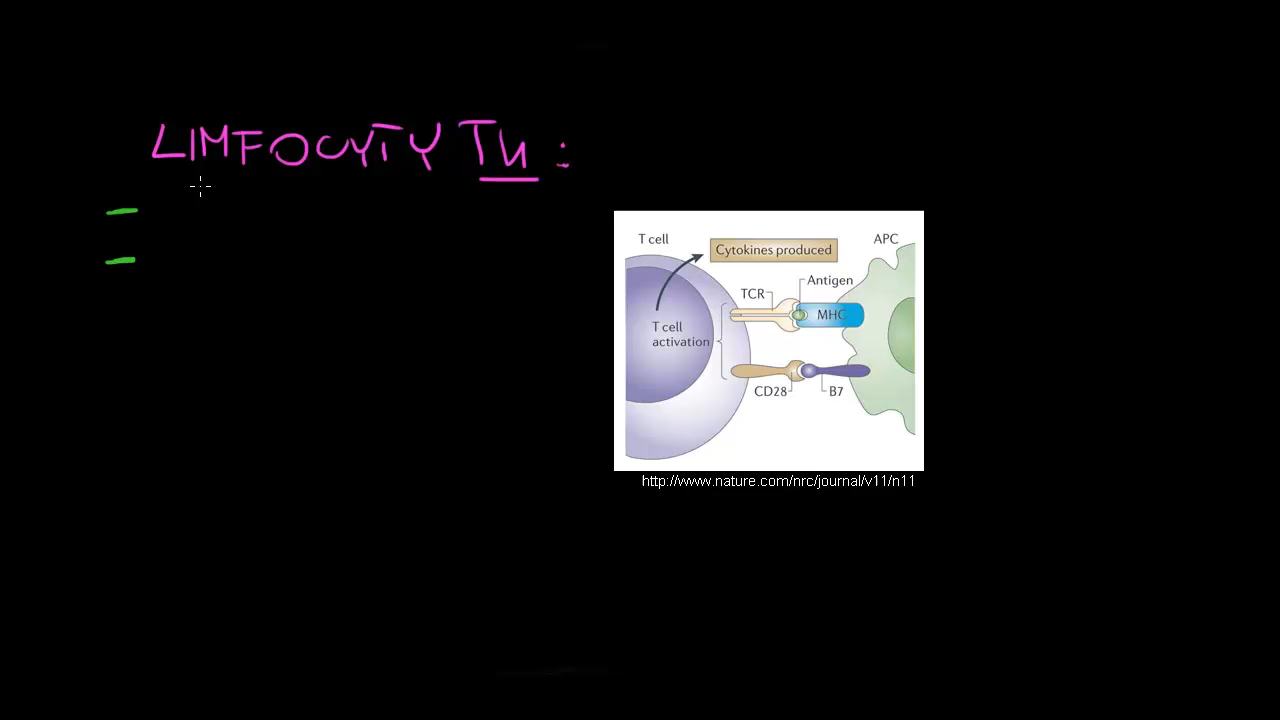 LIMFOCYTY TH :
T cell
Cytokines produced
APC
Antigen
TCR
MHC
T cell
activation
CD28
B7
http://www.nature.com/nrc/journal/v11/n11